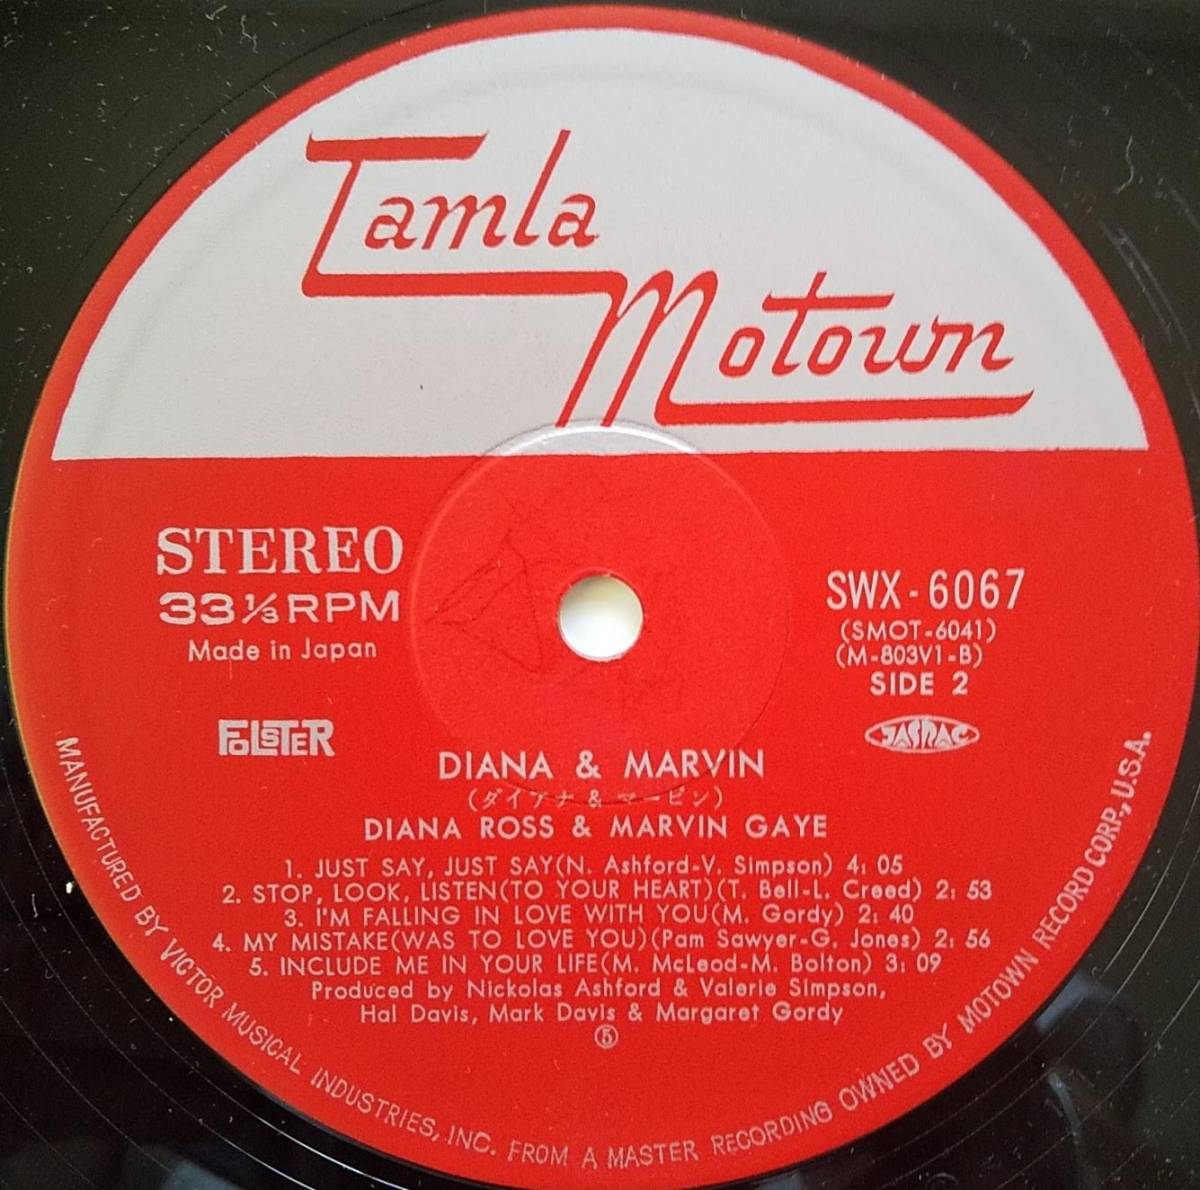 Tamla
Motown
STEREO
33 1/3 RPM
Made in Japan
FOLSTER
SWX-6067
(SMOT-6041)
(M-803V1-B)
SIDE 2
JASRAC
DIANA & MARVIN
(ダイアナ & マービン)
DIANA ROSS & MARVIN GAYE
1. JUST SAY, JUST SAY(N. Ashford-V. Simpson) 4:05
2. STOP, LOOK, LISTEN(TO YOUR HEART)(T. Bell-L. Creed) 2:53
3. I'M FALLING IN LOVE WITH YOU(M. Gordy) 2:40
4. MY MISTAKE(WAS TO LOVE YOU)(Pam Sawyer-G. Jones) 2:56
5. INCLUDE ME IN YOUR LIFE(M. McLeod-M. Bolton) 3:09
Produced by Nickolas Ashford & Valerie Simpson,
Hal Davis, Mark Davis & Margaret Gordy
⑤
MANUFACTURED BY VICTOR MUSICAL INDUSTRIES, INC. FROM A MASTER RECORDING OWNED BY MOTOWN RECORD CORP., U.S.A.